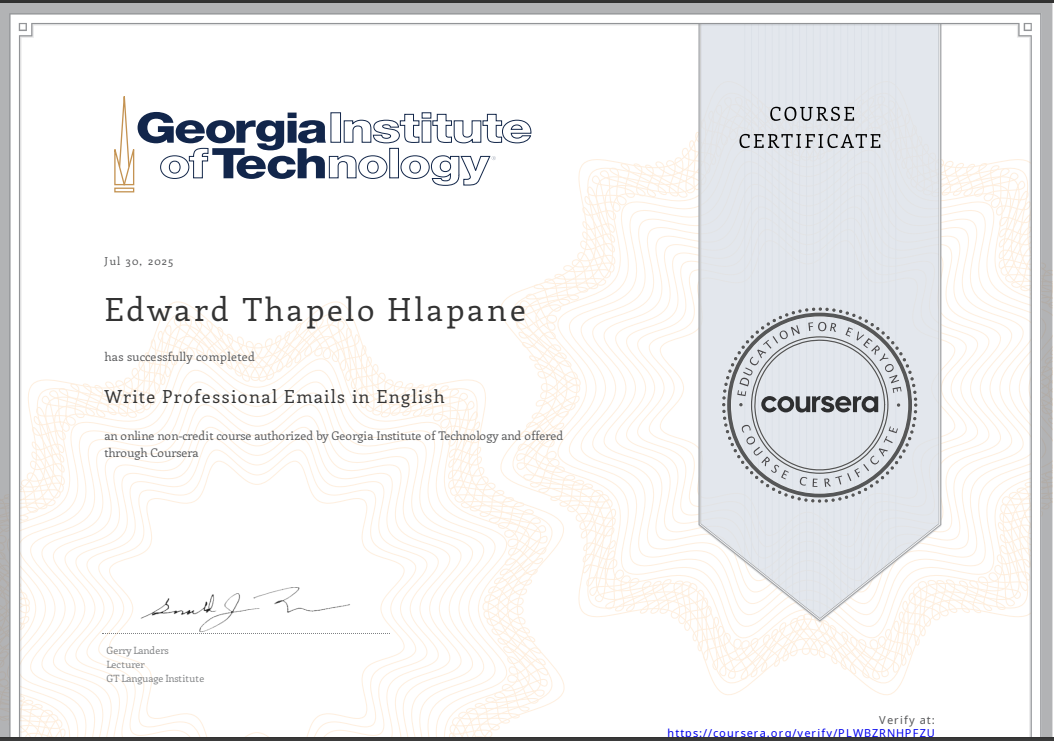 Georgia Institute
of Technology
COURSE
CERTIFICATE
Jul 30, 2025
Edward Thapelo Hlapane
has successfully completed
Write Professional Emails in English
an online non-credit course authorized by Georgia Institute of Technology and offered
through Coursera
EDUCATION FOR EVERYONE
coursera
COURSE CERTIFICATE
Gerry Landers
Lecturer
GT Language Institute
Verify at:
https://coursera.org/verify/PLWBZRNHPFZU